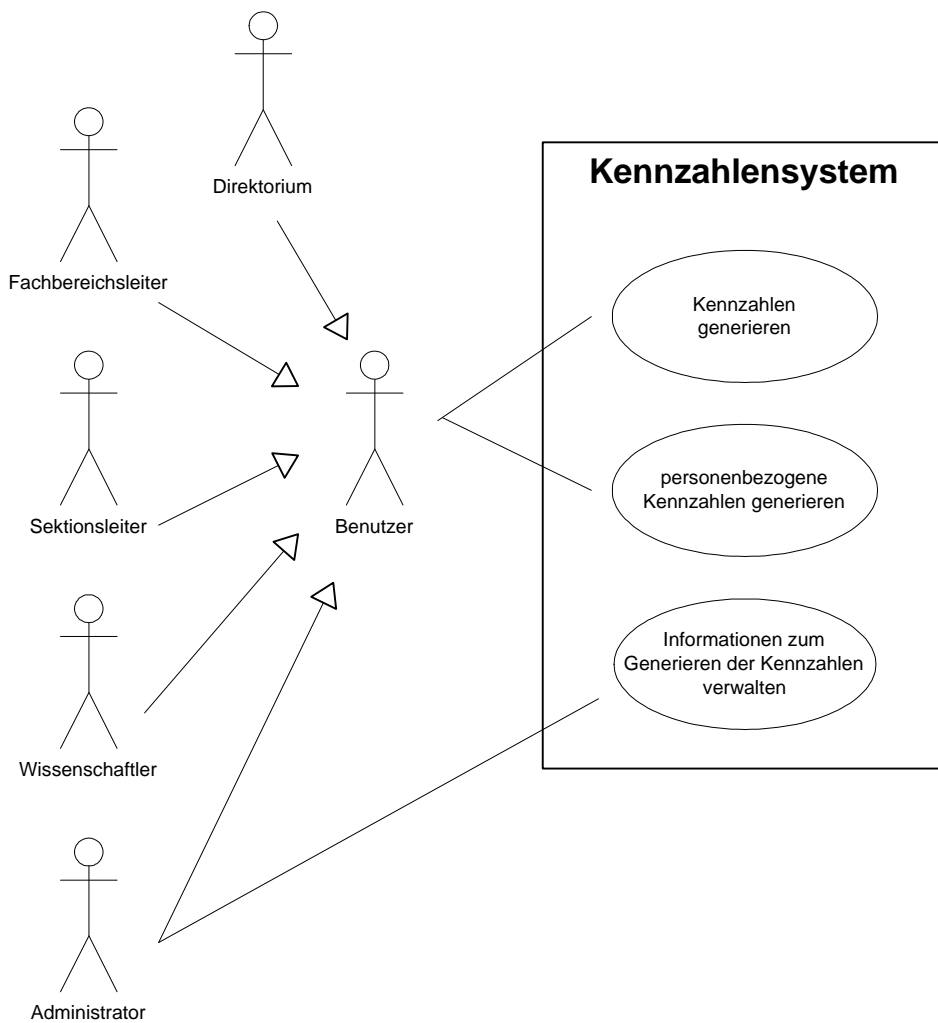 Direktorium
Fachbereichsleiter
Kennzahlensystem
Kennzahlen
generieren
Sektionsleiter
Benutzer
personenbezogene
Kennzahlen generieren
Wissenschaftler
Informationen zum
Generieren der Kennzahlen
verwalten
Administrator